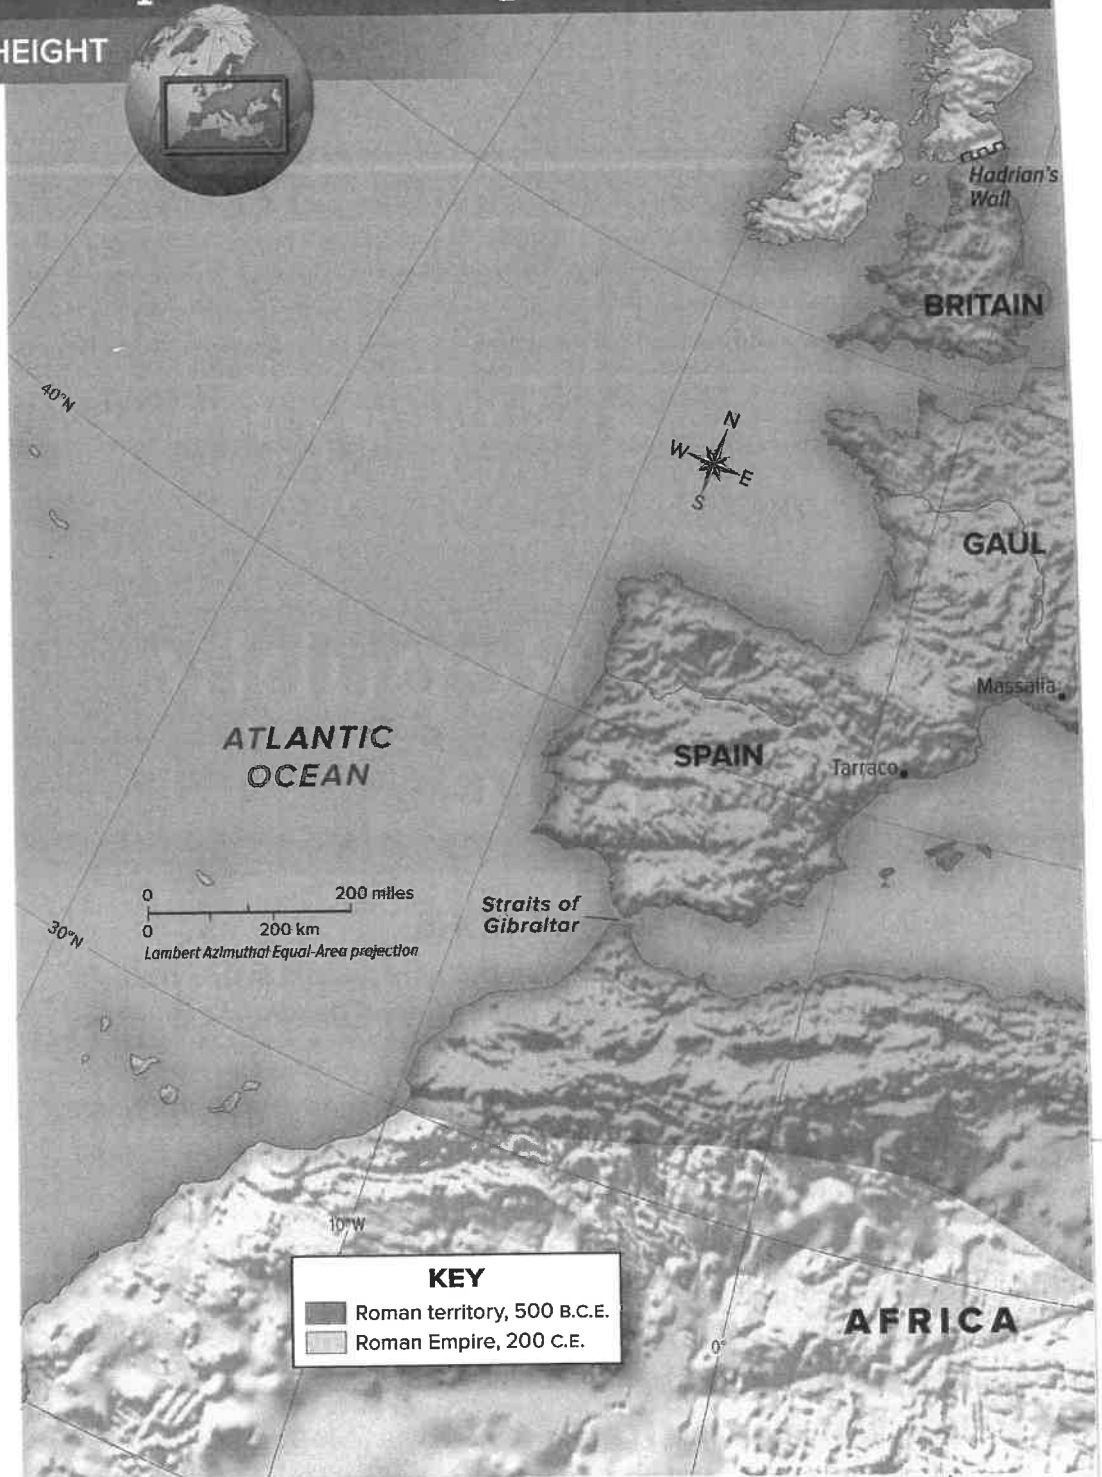 HEIGHT
Hadrian's
Wall
BRITAIN
40°N
N
W
E
S
GAUL
Massalia
ATLANTIC
OCEAN
SPAIN
Tarraco
0 200 miles
0 200 km
Lambert Azimuthal Equal-Area projection
Straits of
Gibraltar
30°N
10°W
KEY
Roman territory, 500 B.C.E.
Roman Empire, 200 C.E.
AFRICA
0°